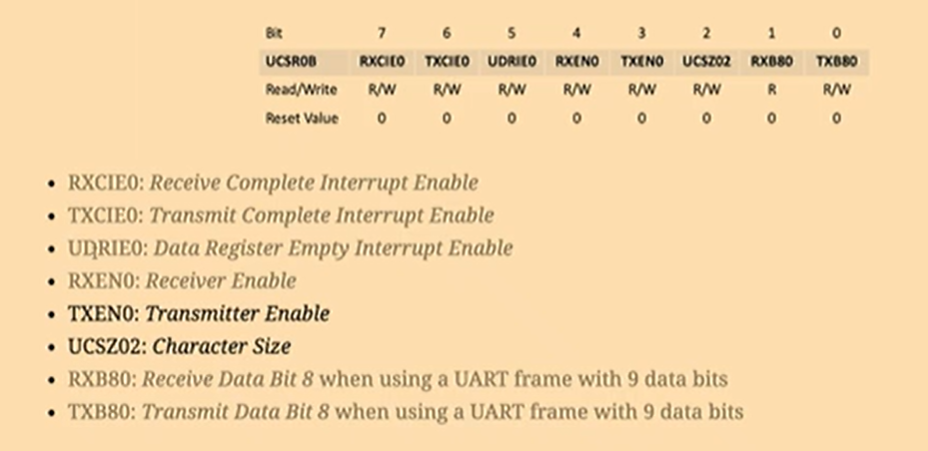 Bit 7 6 5 4 3 2 1 0
UCSR0B RXCIE0 TXCIE0 UDRIE0 RXEN0 TXEN0 UCSZ02 RXB80 TXB80
Read/Write R/W R/W R/W R/W R/W R/W R R/W
Reset Value 0 0 0 0 0 0 0 0
• RXCIE0: Receive Complete Interrupt Enable
• TXCIE0: Transmit Complete Interrupt Enable
• UDRIE0: Data Register Empty Interrupt Enable
• RXEN0: Receiver Enable
• TXEN0: Transmitter Enable
• UCSZ02: Character Size
• RXB80: Receive Data Bit 8 when using a UART frame with 9 data bits
• TXB80: Transmit Data Bit 8 when using a UART frame with 9 data bits